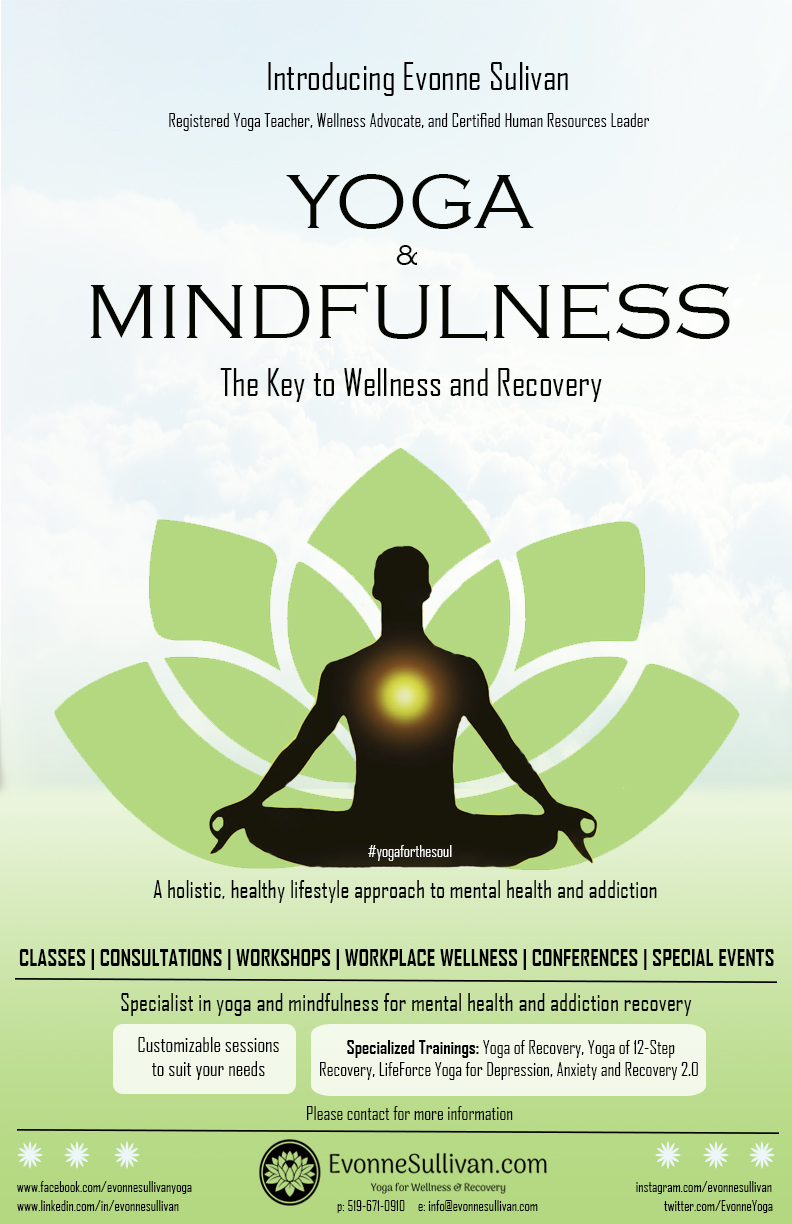 Introducing Evonne Sulivan
Registered Yoga Teacher, Wellness Advocate, and Certified Human Resources Leader
YOGA
&
MINDFULNESS
The Key to Wellness and Recovery
#yogaforthesoul
A holistic, healthy lifestyle approach to mental health and addiction
CLASSES | CONSULTATIONS | WORKSHOPS | WORKPLACE WELLNESS | CONFERENCES | SPECIAL EVENTS
Specialist in yoga and mindfulness for mental health and addiction recovery
Customizable sessions
to suit your needs
Specialized Trainings: Yoga of Recovery, Yoga of 12-Step
Recovery, LifeForce Yoga for Depression, Anxiety and Recovery 2.0
Please contact for more information
www.facebook.com/evonnesullivanyoga
www.linkedin.com/in/evonnesullivan
EvonneSullivan.com
Yoga for Wellness & Recovery
p: 519-671-0910 e: info@evonnesullivan.com
instagram.com/evonnesullivan
twitter.com/EvonneYoga